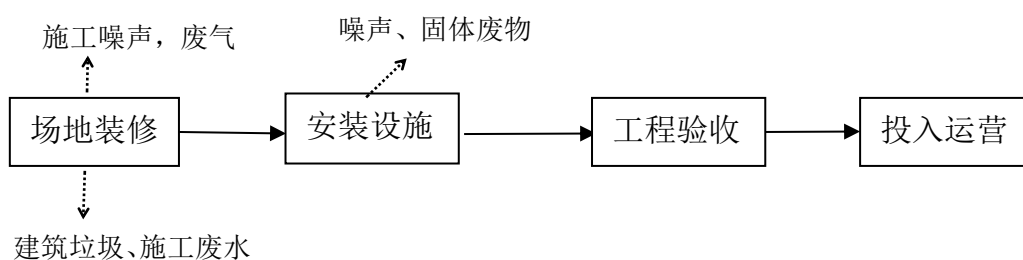 施工噪声，废气
噪声、固体废物
场地装修
安装设施
工程验收
投入运营
建筑垃圾、施工废水